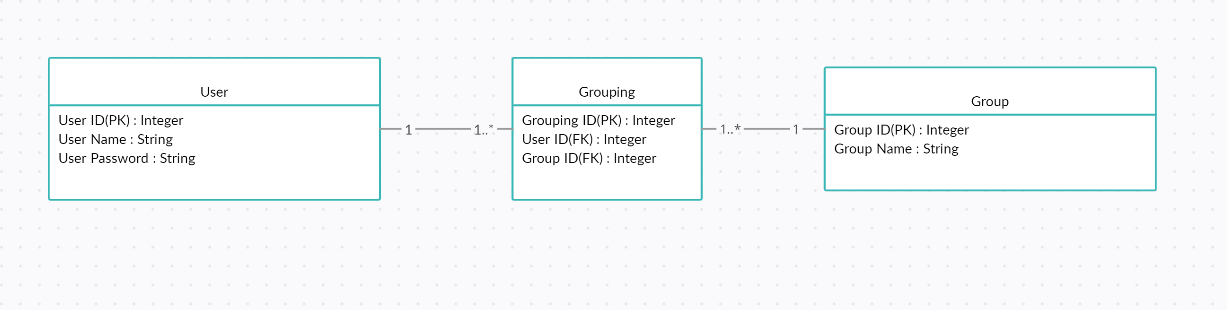 User
User ID(PK) : Integer
User Name : String
User Password : String
1
1..*
Grouping
Grouping ID(PK) : Integer
User ID(FK) : Integer
Group ID(FK) : Integer
1..*
1
Group
Group ID(PK) : Integer
Group Name : String